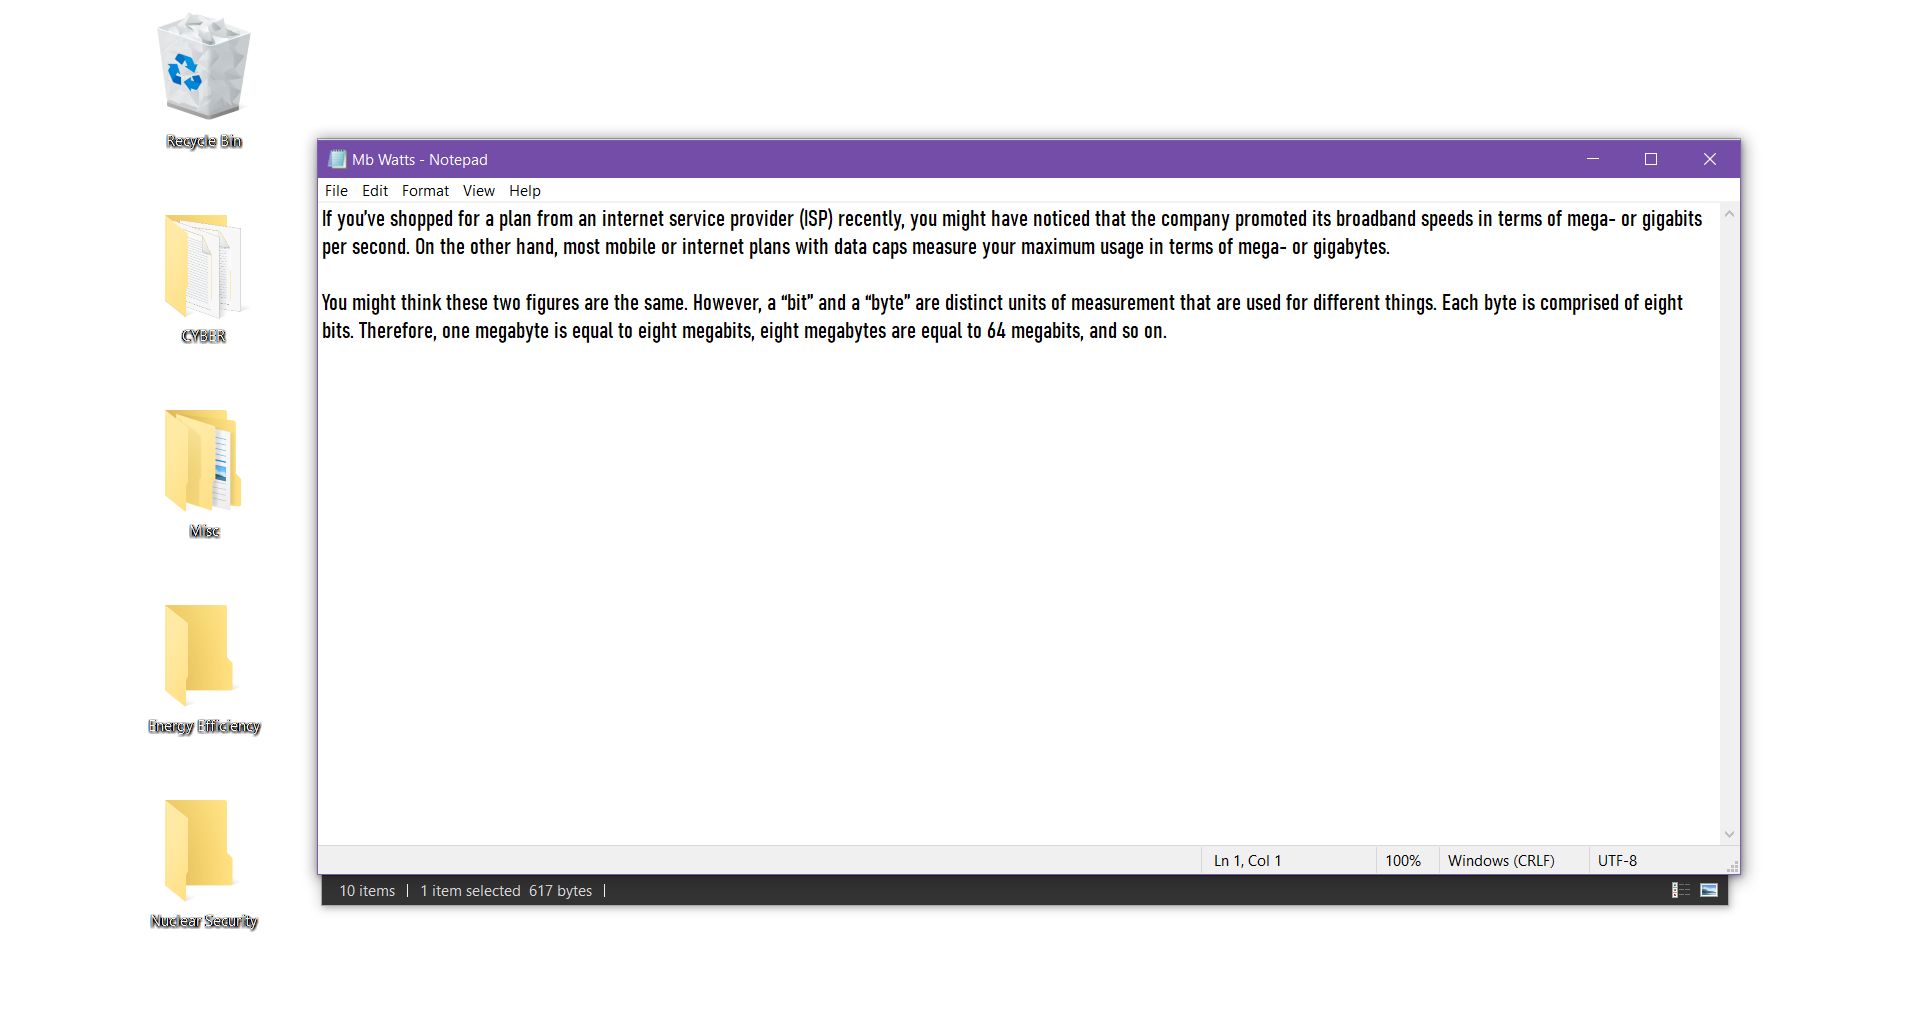 Recycle Bin
CYBER
Misc
Energy Efficiency
Nuclear Security
Mb Watts - Notepad
File Edit Format View Help
If you've shopped for a plan from an internet service provider (ISP) recently, you might have noticed that the company promoted its broadband speeds in terms of mega- or gigabits
per second. On the other hand, most mobile or internet plans with data caps measure your maximum usage in terms of mega- or gigabytes.
You might think these two figures are the same. However, a “bit” and a “byte” are distinct units of measurement that are used for different things. Each byte is comprised of eight
bits. Therefore, one megabyte is equal to eight megabits, eight megabytes are equal to 64 megabits, and so on.
Ln 1, Col 1 100% Windows (CRLF) UTF-8
10 items | 1 item selected 617 bytes |